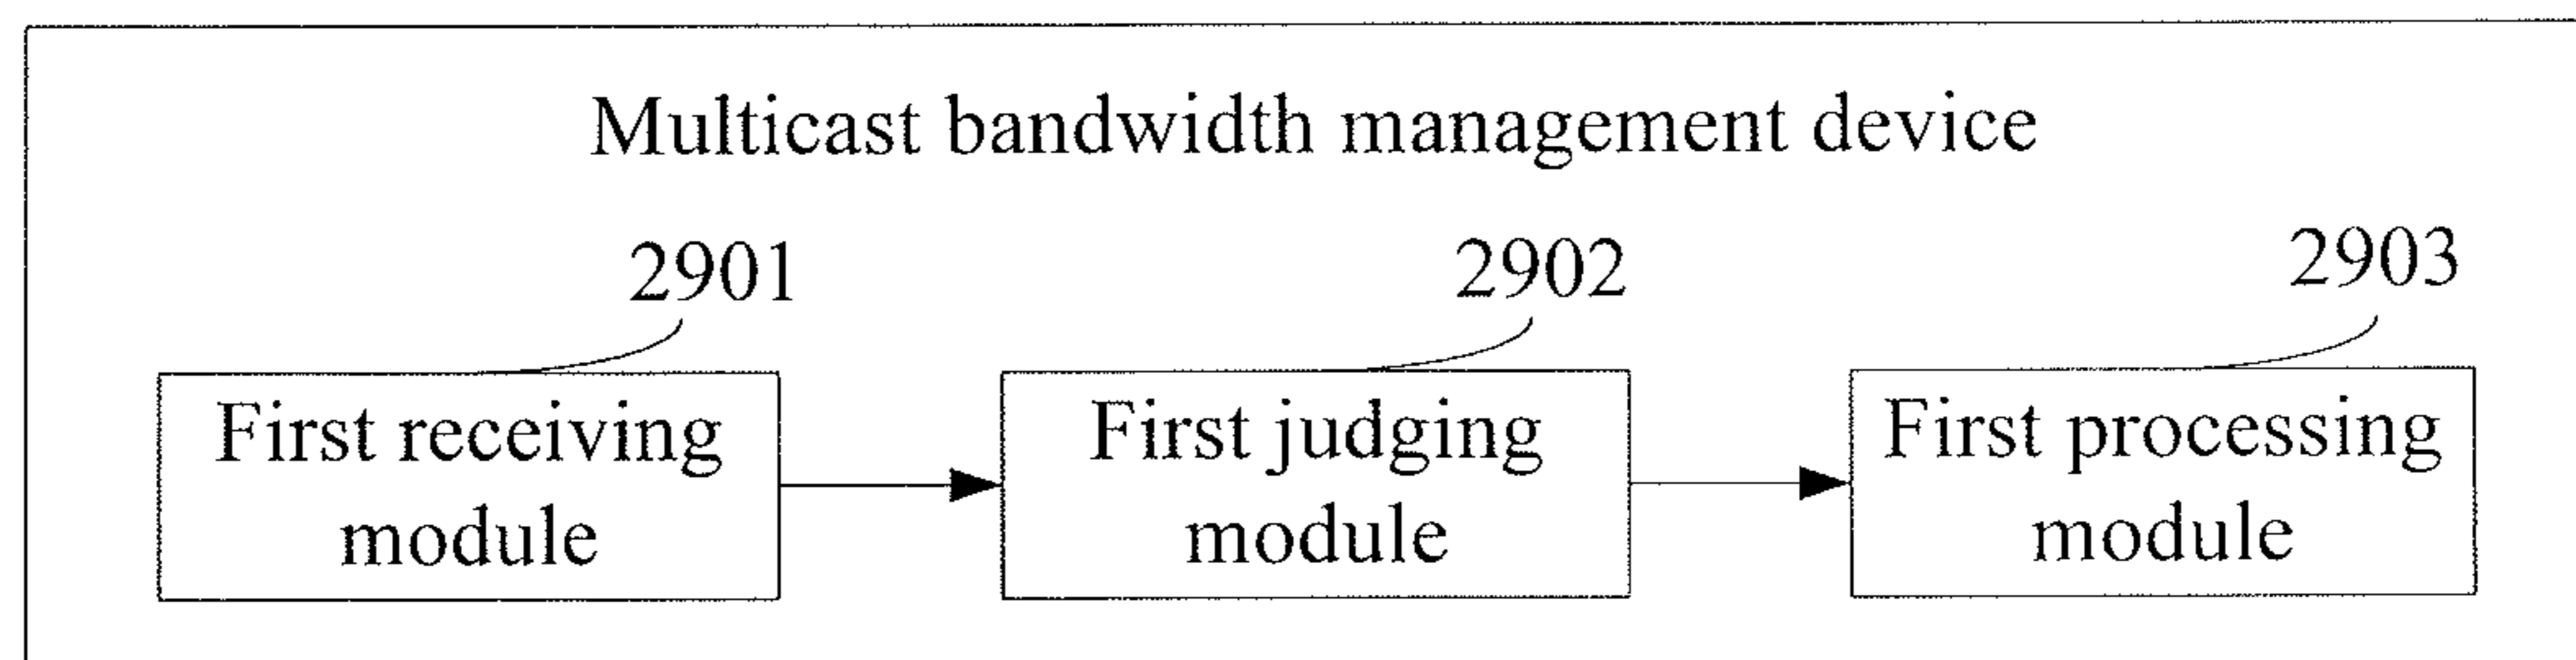 Multicast bandwidth management device
2901
2902
2903
First receiving
module
First judging
module
First processing
module